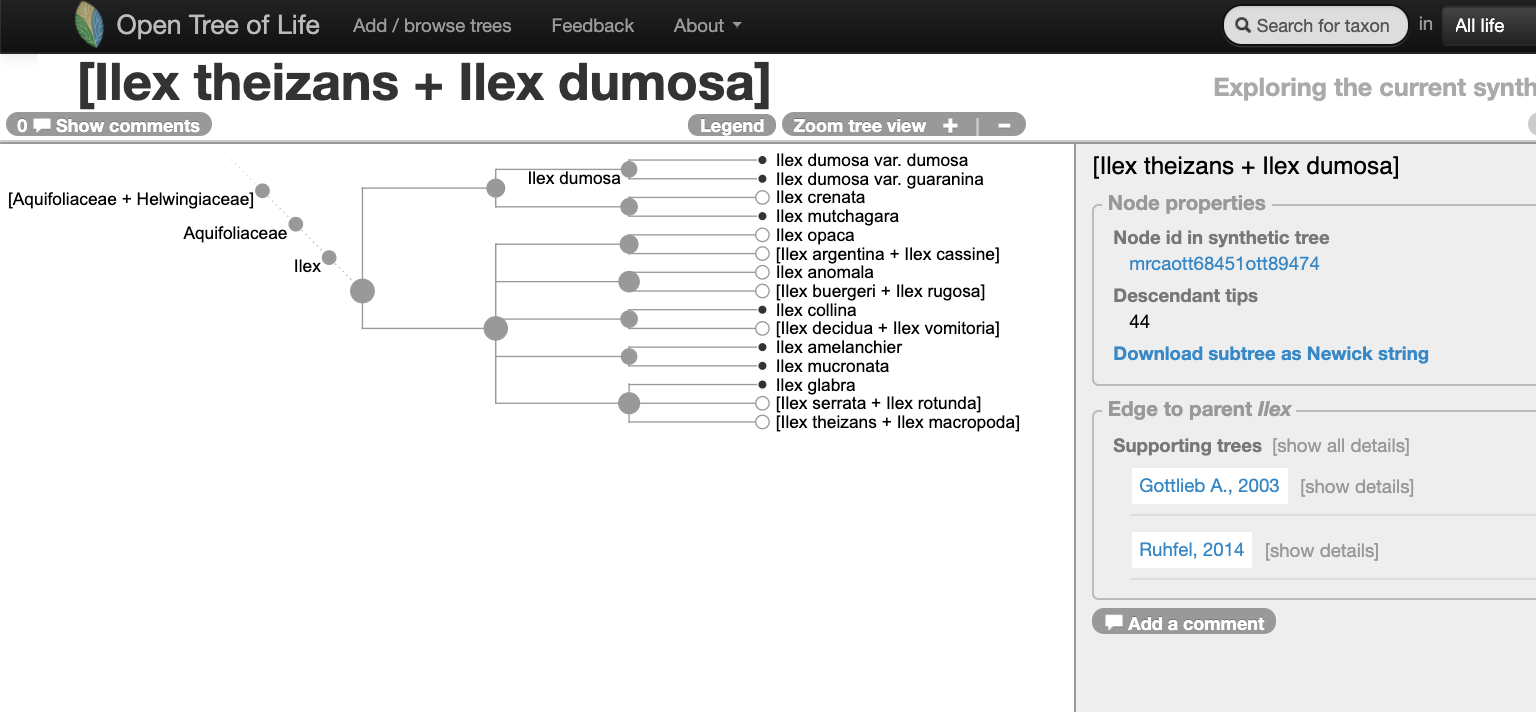 Open Tree of Life Add / browse trees Feedback About Search for taxon in All life
[Ilex theizans + Ilex dumosa]
Exploring the current synth
0 Show comments Legend Zoom tree view + | −
[Aquifoliaceae + Helwingiaceae]
Aquifoliaceae
Ilex
Ilex dumosa
Ilex dumosa var. dumosa
Ilex dumosa var. guaranina
Ilex crenata
Ilex mutchagara
Ilex opaca
[Ilex argentina + Ilex cassine]
Ilex anomala
[Ilex buergeri + Ilex rugosa]
Ilex collina
[Ilex decidua + Ilex vomitoria]
Ilex amelanchier
Ilex mucronata
Ilex glabra
[Ilex serrata + Ilex rotunda]
[Ilex theizans + Ilex macropoda]
[Ilex theizans + Ilex dumosa]
Node properties
Node id in synthetic tree
mrcaott68451ott89474
Descendant tips
44
Download subtree as Newick string
Edge to parent Ilex
Supporting trees [show all details]
Gottlieb A., 2003 [show details]
Ruhfel, 2014 [show details]
Add a comment